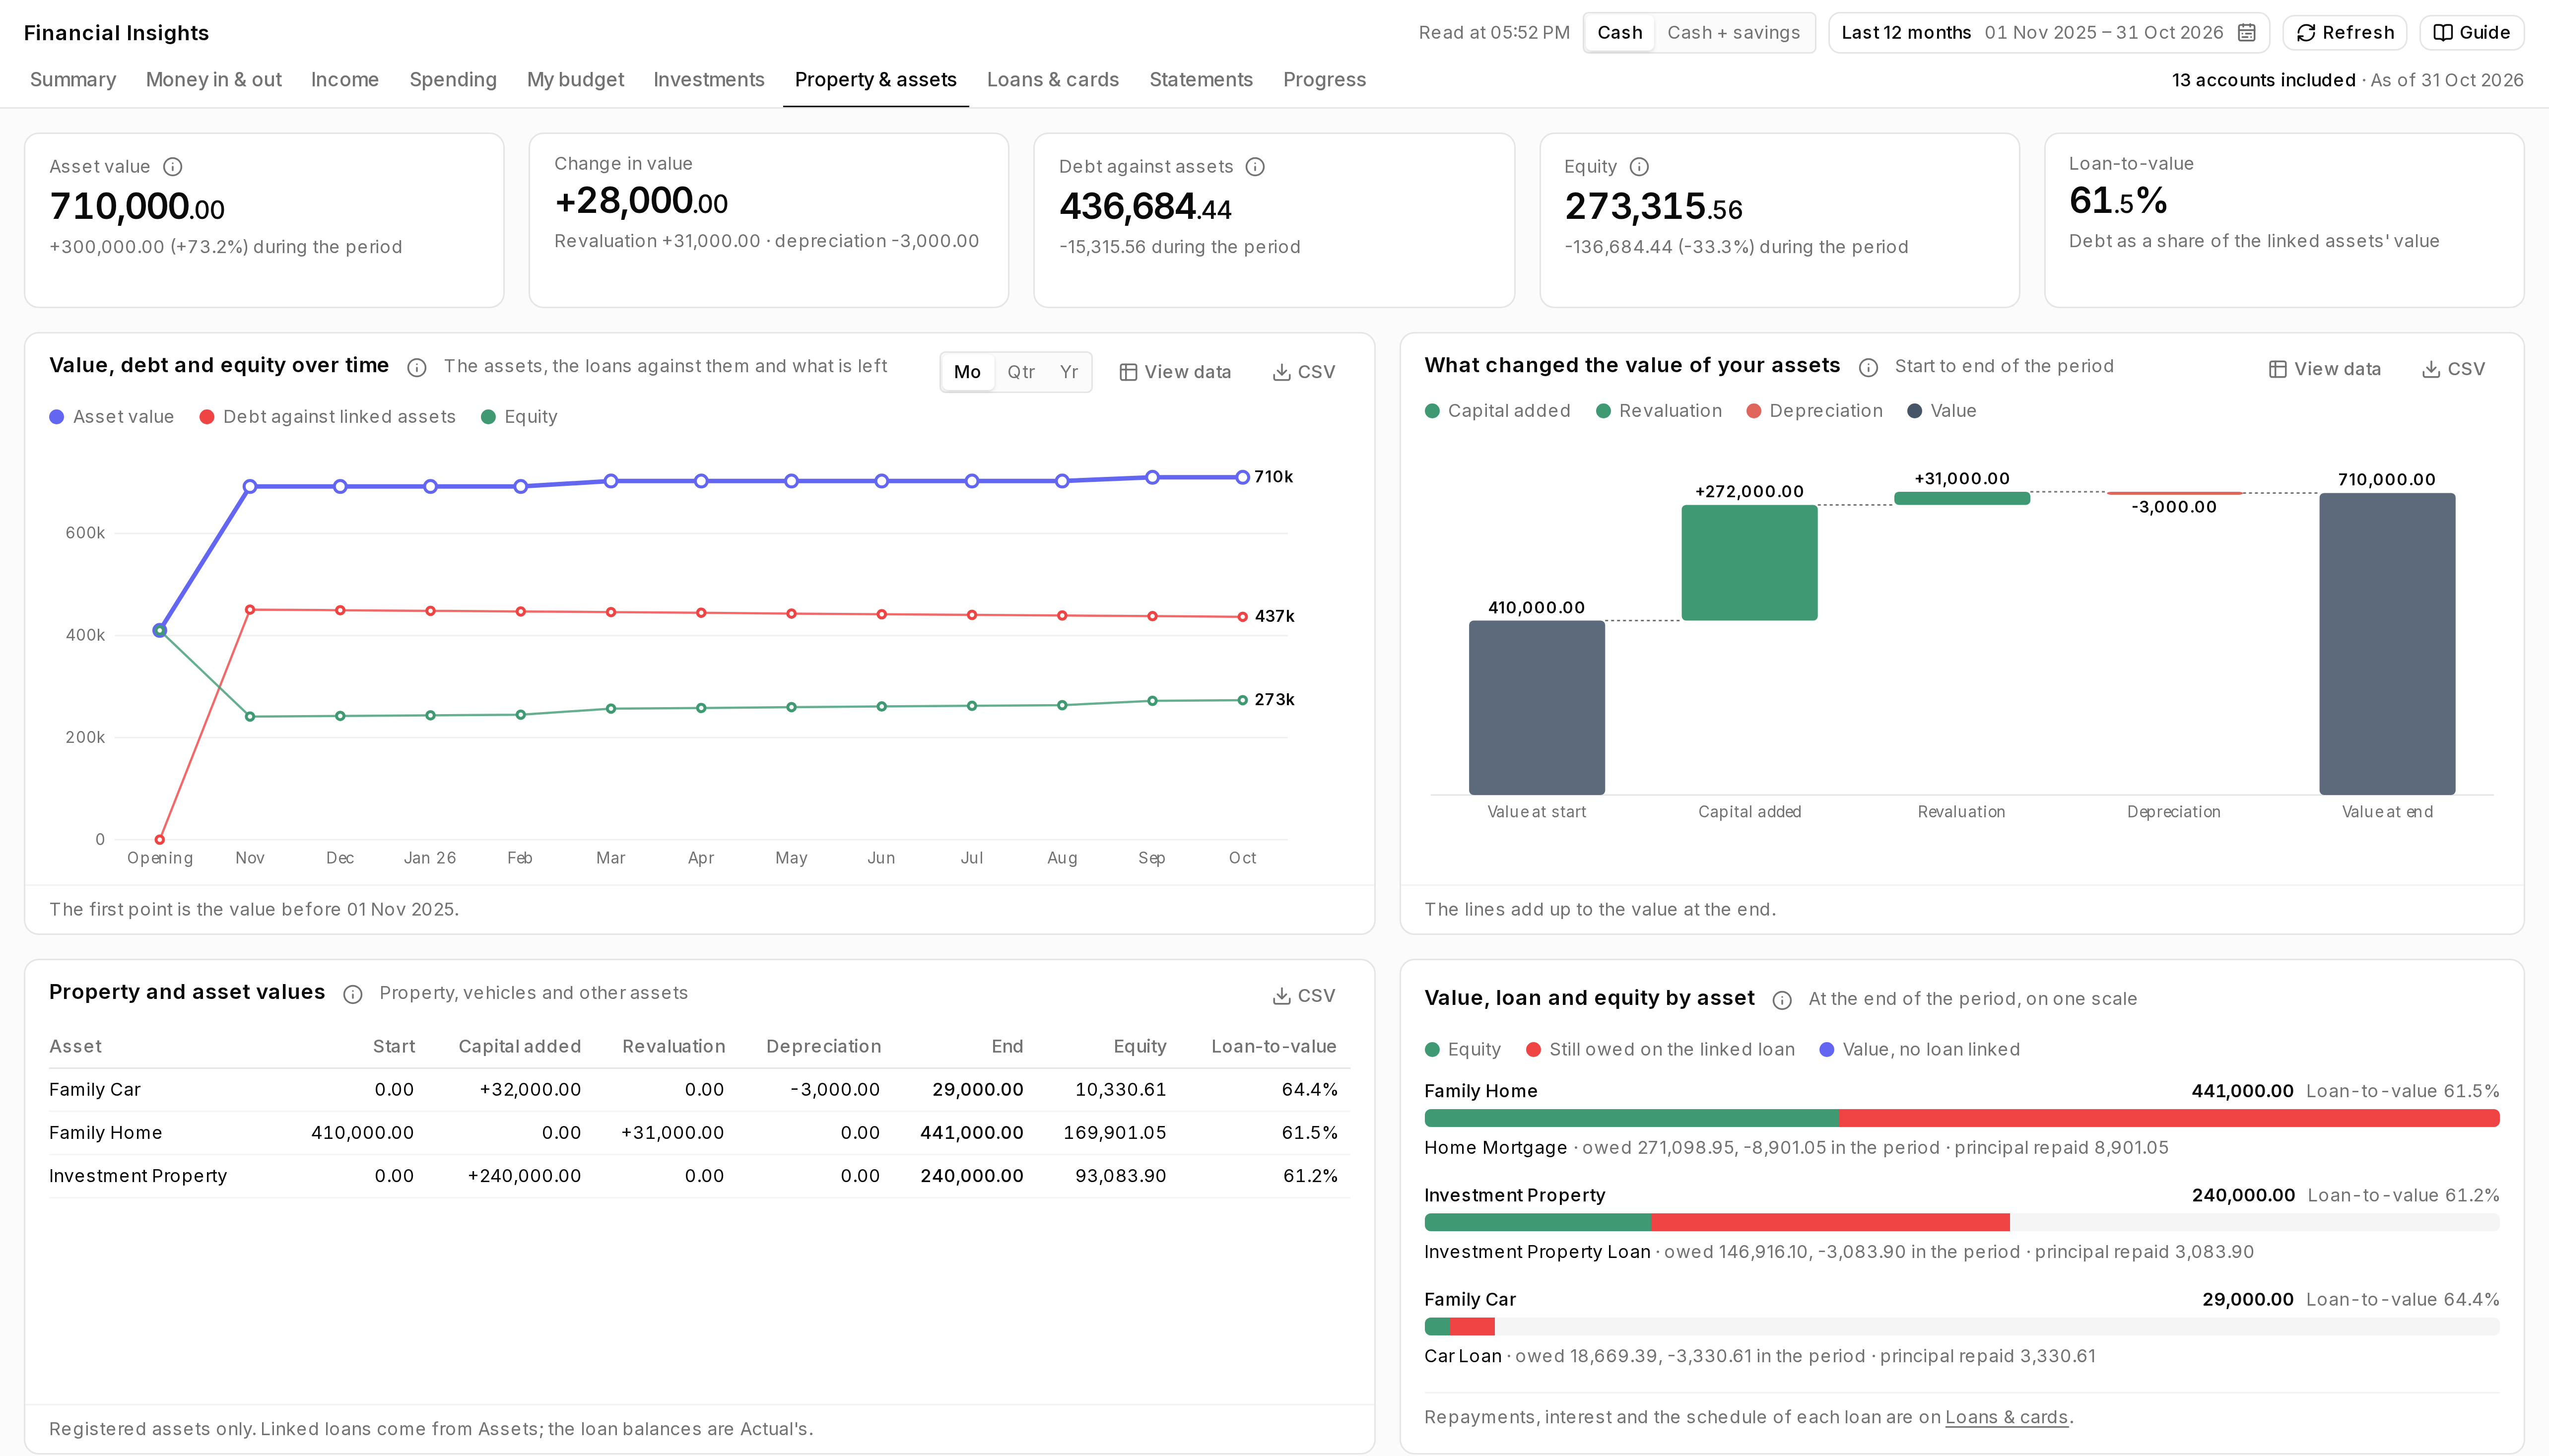 Financial Insights
Read at 05:52 PM
Cash
Cash + savings
Last 12 months 01 Nov 2025 – 31 Oct 2026
Refresh
Guide
Summary
Money in & out
Income
Spending
My budget
Investments
Property & assets
Loans & cards
Statements
Progress
13 accounts included · As of 31 Oct 2026
Asset value
710,000.00
+300,000.00 (+73.2%) during the period
Change in value
+28,000.00
Revaluation +31,000.00 · depreciation -3,000.00
Debt against assets
436,684.44
-15,315.56 during the period
Equity
273,315.56
-136,684.44 (-33.3%) during the period
Loan-to-value
61.5%
Debt as a share of the linked assets' value
Value, debt and equity over time
The assets, the loans against them and what is left
Mo Qtr Yr
View data
CSV
Asset value
Debt against linked assets
Equity
710k
600k
437k
400k
273k
200k
0
Opening Nov Dec Jan 26 Feb Mar Apr May Jun Jul Aug Sep Oct
The first point is the value before 01 Nov 2025.
What changed the value of your assets
Start to end of the period
View data
CSV
Capital added
Revaluation
Depreciation
Value
410,000.00
+272,000.00
+31,000.00
-3,000.00
710,000.00
Value at start
Capital added
Revaluation
Depreciation
Value at end
The lines add up to the value at the end.
Property and asset values
Property, vehicles and other assets
CSV
Asset Start Capital added Revaluation Depreciation End Equity Loan-to-value
Family Car 0.00 +32,000.00 0.00 -3,000.00 29,000.00 10,330.61 64.4%
Family Home 410,000.00 0.00 +31,000.00 0.00 441,000.00 169,901.05 61.5%
Investment Property 0.00 +240,000.00 0.00 0.00 240,000.00 93,083.90 61.2%
Registered assets only. Linked loans come from Assets; the loan balances are Actual's.
Value, loan and equity by asset
At the end of the period, on one scale
Equity
Still owed on the linked loan
Value, no loan linked
Family Home 441,000.00 Loan-to-value 61.5%
Home Mortgage · owed 271,098.95, -8,901.05 in the period · principal repaid 8,901.05
Investment Property 240,000.00 Loan-to-value 61.2%
Investment Property Loan · owed 146,916.10, -3,083.90 in the period · principal repaid 3,083.90
Family Car 29,000.00 Loan-to-value 64.4%
Car Loan · owed 18,669.39, -3,330.61 in the period · principal repaid 3,330.61
Repayments, interest and the schedule of each loan are on Loans & cards.